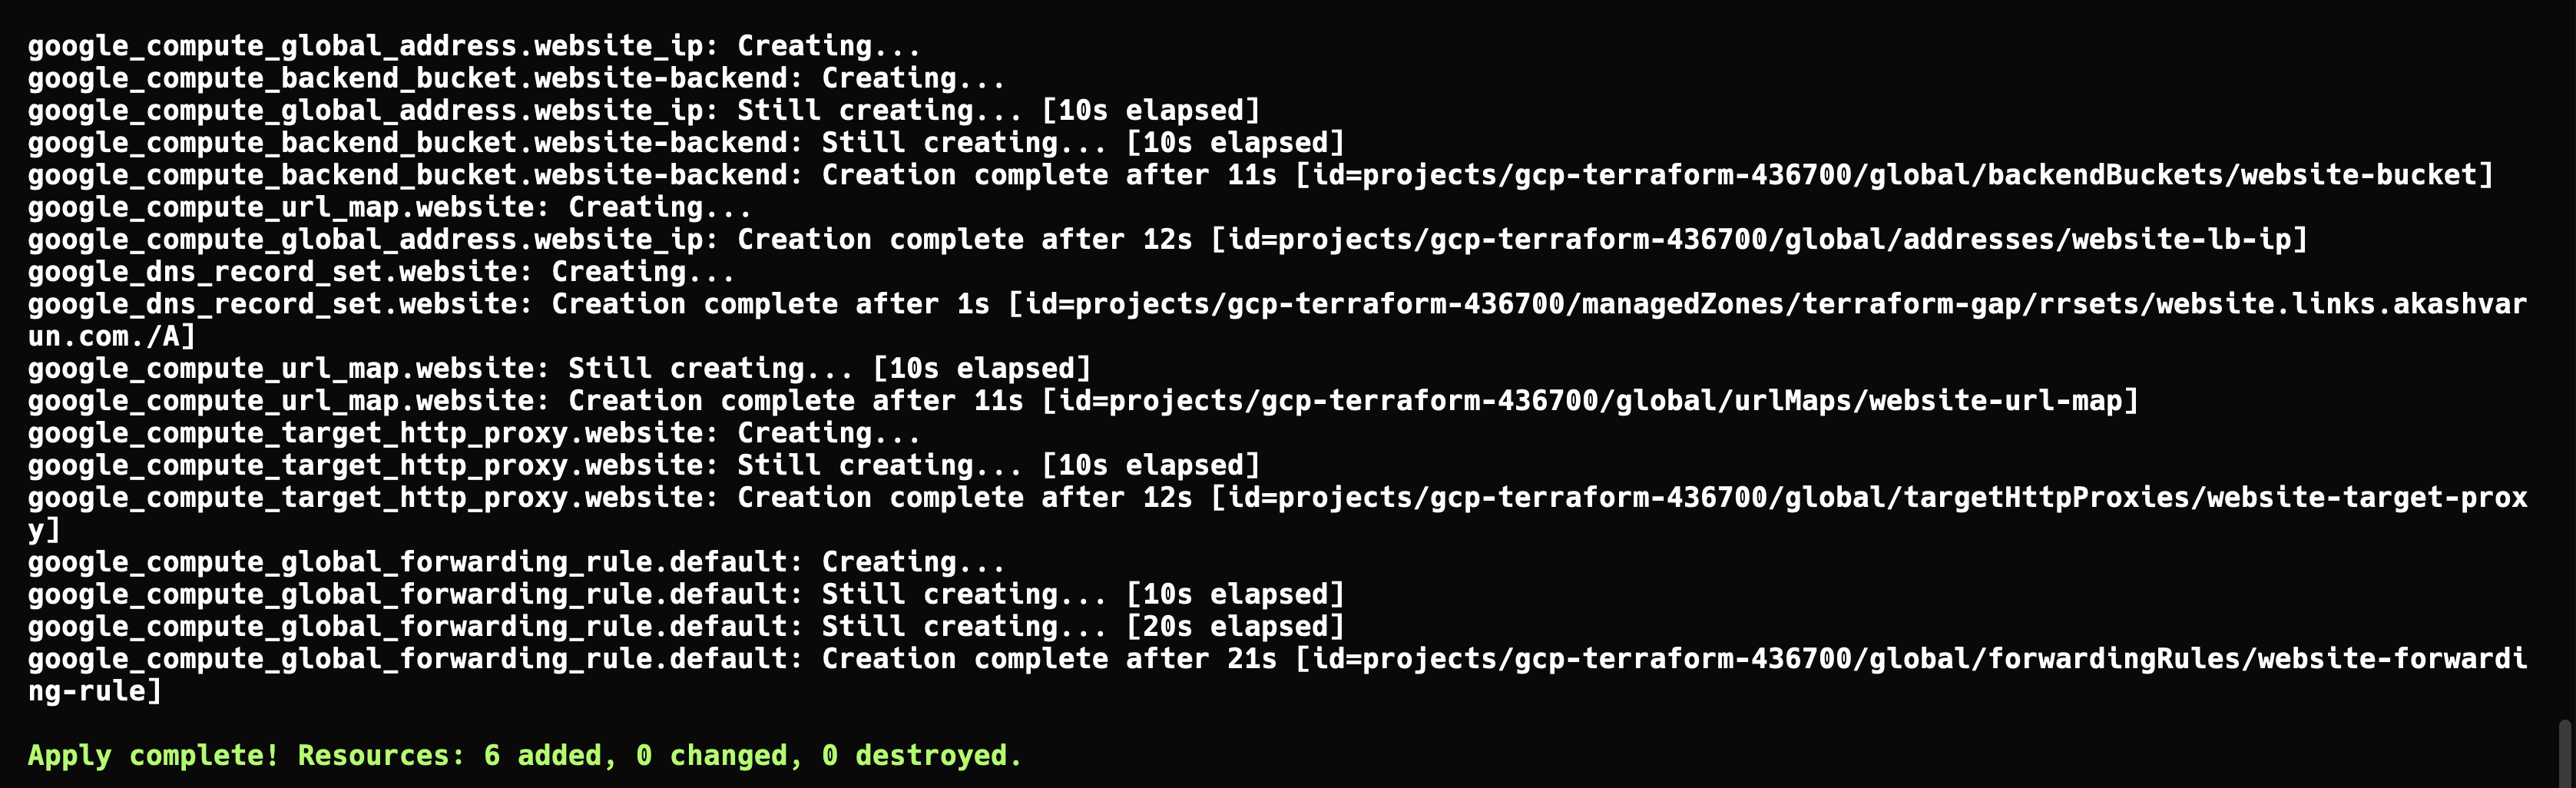 google_compute_global_address.website_ip: Creating...
google_compute_backend_bucket.website-backend: Creating...
google_compute_global_address.website_ip: Still creating... [10s elapsed]
google_compute_backend_bucket.website-backend: Still creating... [10s elapsed]
google_compute_backend_bucket.website-backend: Creation complete after 11s [id=projects/gcp-terraform-436700/global/backendBuckets/website-bucket]
google_compute_url_map.website: Creating...
google_compute_global_address.website_ip: Creation complete after 12s [id=projects/gcp-terraform-436700/global/addresses/website-lb-ip]
google_dns_record_set.website: Creating...
google_dns_record_set.website: Creation complete after 1s [id=projects/gcp-terraform-436700/managedZones/terraform-gap/rrsets/website.links.akashvar
un.com./A]
google_compute_url_map.website: Still creating... [10s elapsed]
google_compute_url_map.website: Creation complete after 11s [id=projects/gcp-terraform-436700/global/urlMaps/website-url-map]
google_compute_target_http_proxy.website: Creating...
google_compute_target_http_proxy.website: Still creating... [10s elapsed]
google_compute_target_http_proxy.website: Creation complete after 12s [id=projects/gcp-terraform-436700/global/targetHttpProxies/website-target-prox
y]
google_compute_global_forwarding_rule.default: Creating...
google_compute_global_forwarding_rule.default: Still creating... [10s elapsed]
google_compute_global_forwarding_rule.default: Still creating... [20s elapsed]
google_compute_global_forwarding_rule.default: Creation complete after 21s [id=projects/gcp-terraform-436700/global/forwardingRules/website-forwardi
ng-rule]
Apply complete! Resources: 6 added, 0 changed, 0 destroyed.